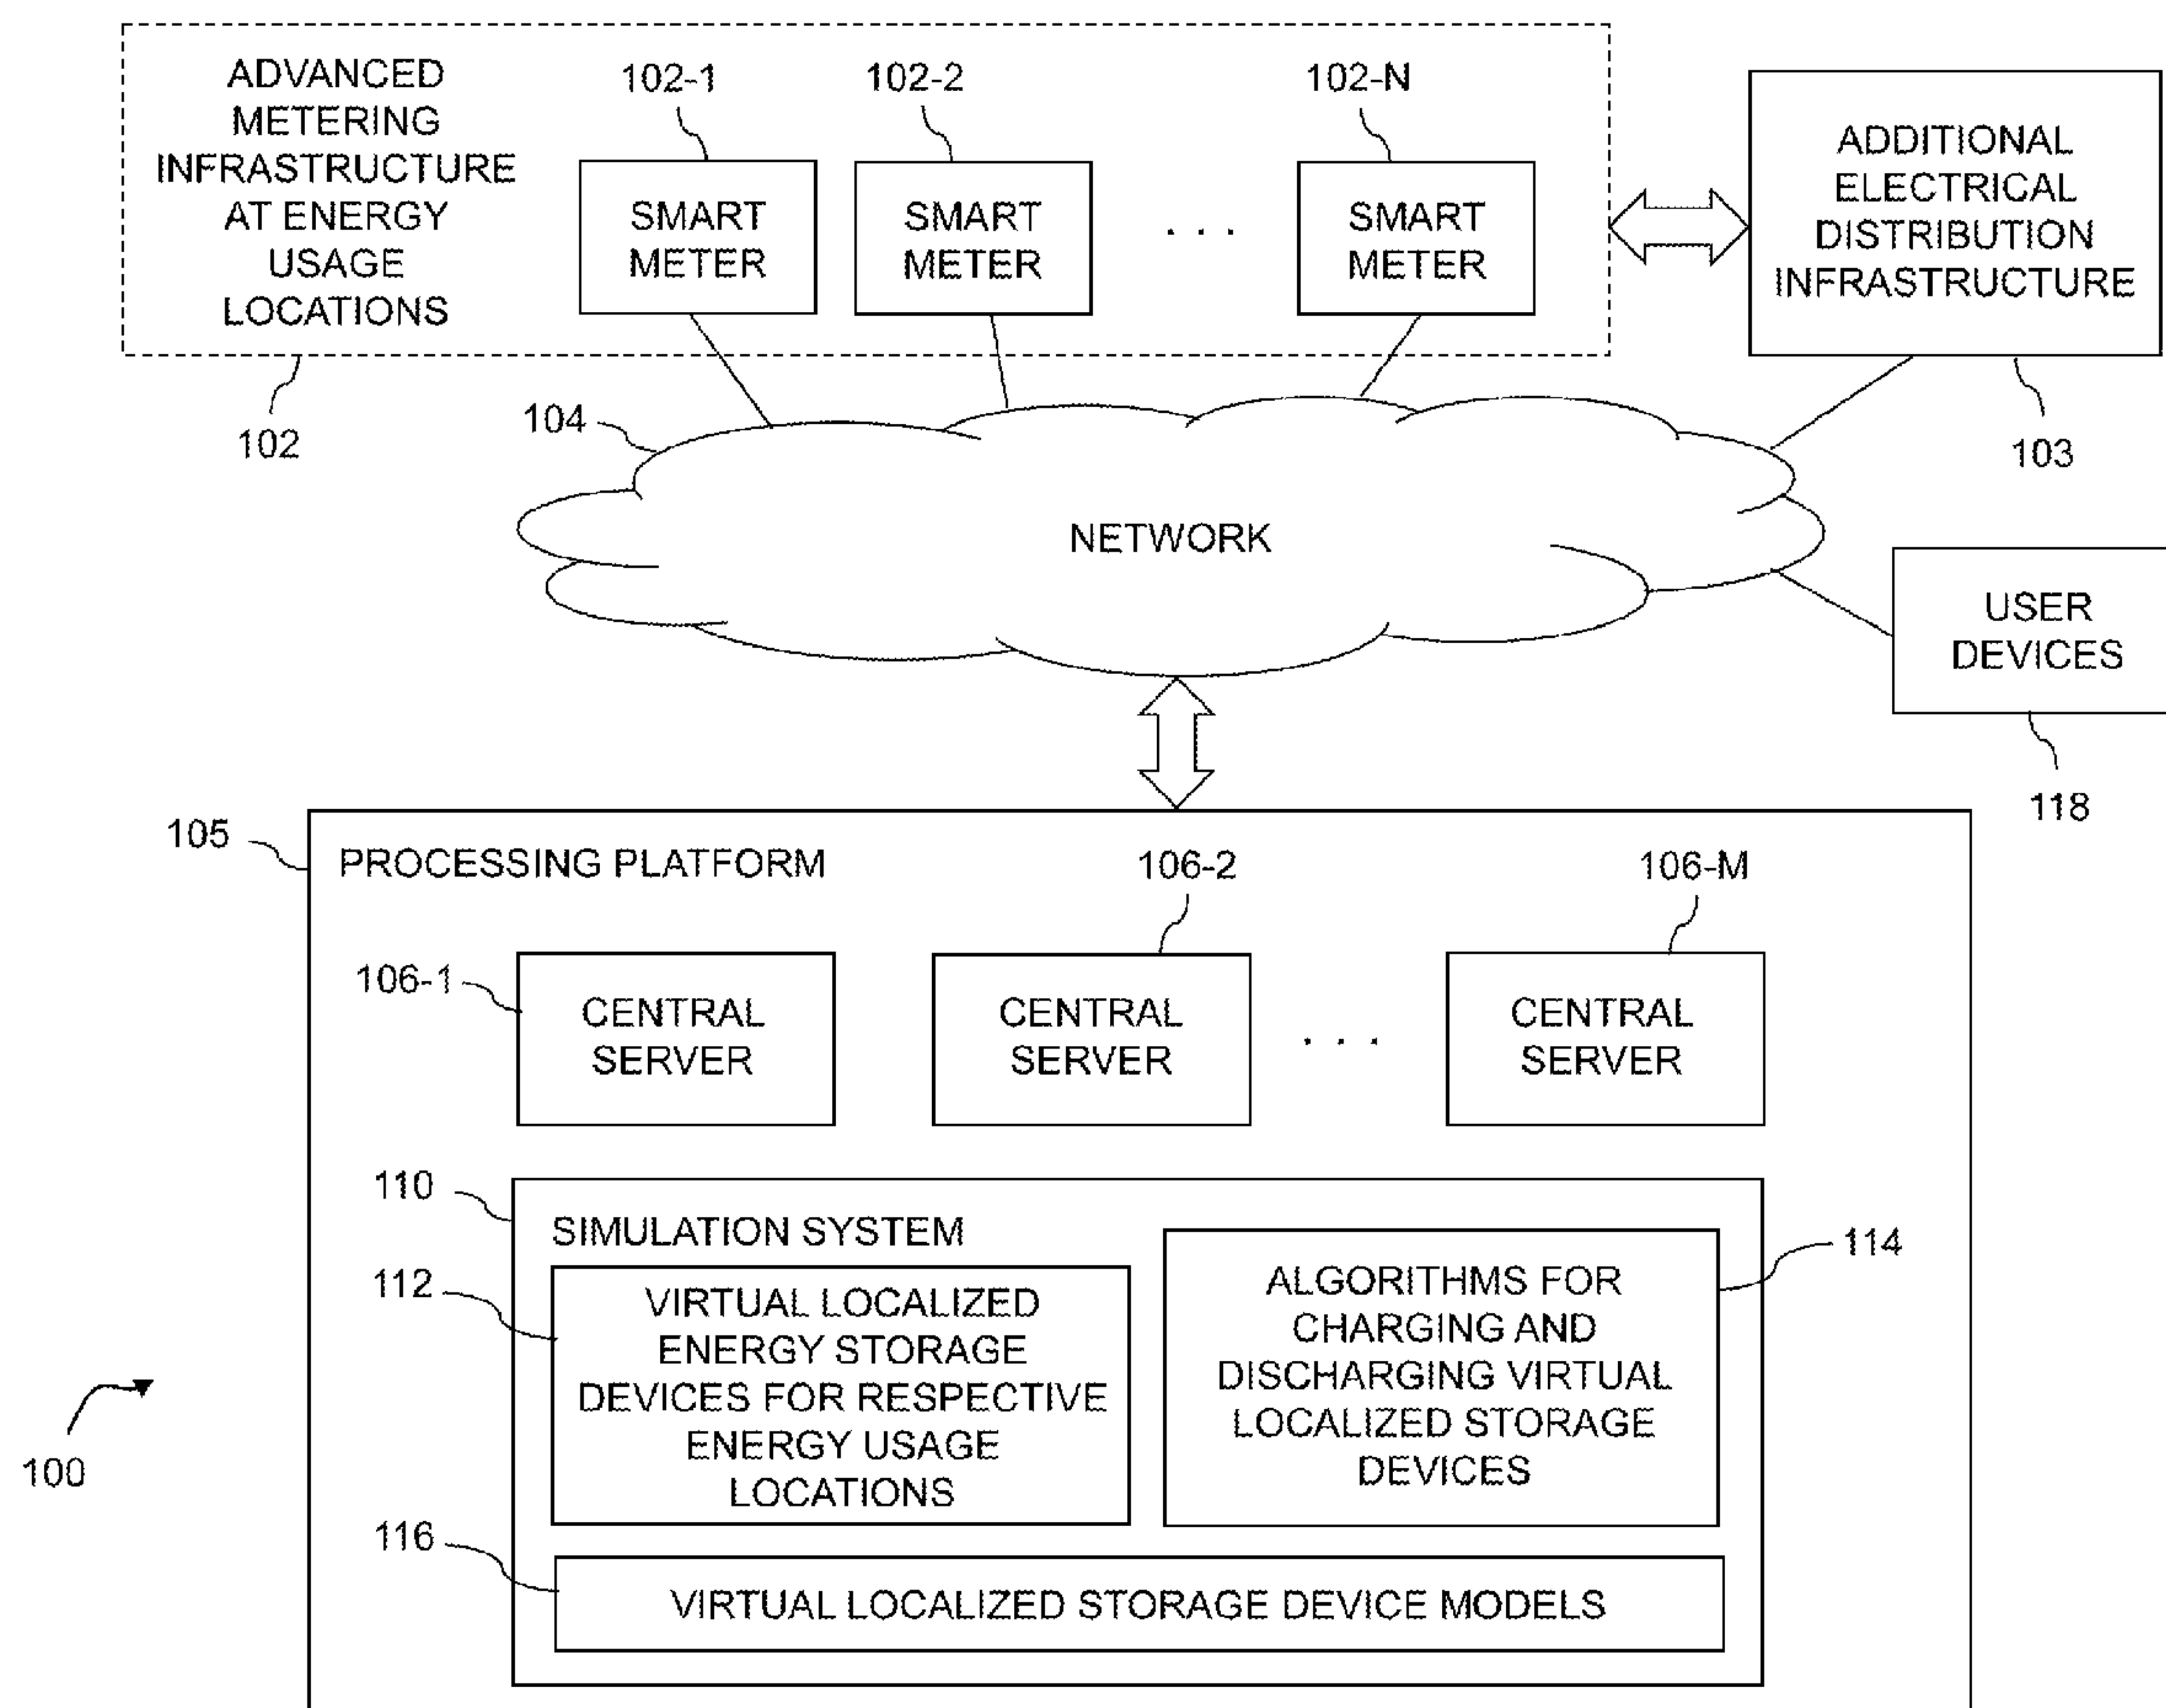 ADVANCED
METERING
INFRASTRUCTURE
AT ENERGY
USAGE
LOCATIONS
102
102-1
SMART
METER
102-2
SMART
METER
. . .
102-N
SMART
METER
ADDITIONAL
ELECTRICAL
DISTRIBUTION
INFRASTRUCTURE
103
104
NETWORK
USER
DEVICES
118
105
PROCESSING PLATFORM
106-1
CENTRAL
SERVER
106-2
CENTRAL
SERVER
. . .
106-M
CENTRAL
SERVER
110
SIMULATION SYSTEM
112
VIRTUAL LOCALIZED
ENERGY STORAGE
DEVICES FOR RESPECTIVE
ENERGY USAGE
LOCATIONS
114
ALGORITHMS FOR
CHARGING AND
DISCHARGING VIRTUAL
LOCALIZED STORAGE
DEVICES
116
VIRTUAL LOCALIZED STORAGE DEVICE MODELS
100